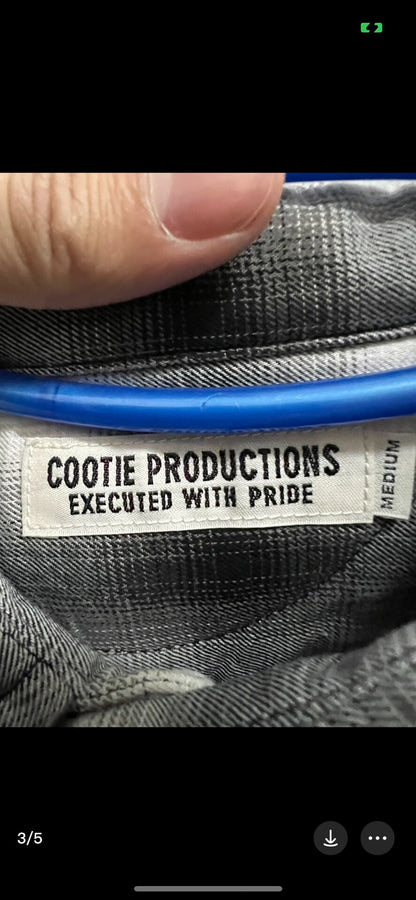 COOTIE PRODUCTIONS
EXECUTED WITH PRIDE
MEDIUM
3/5